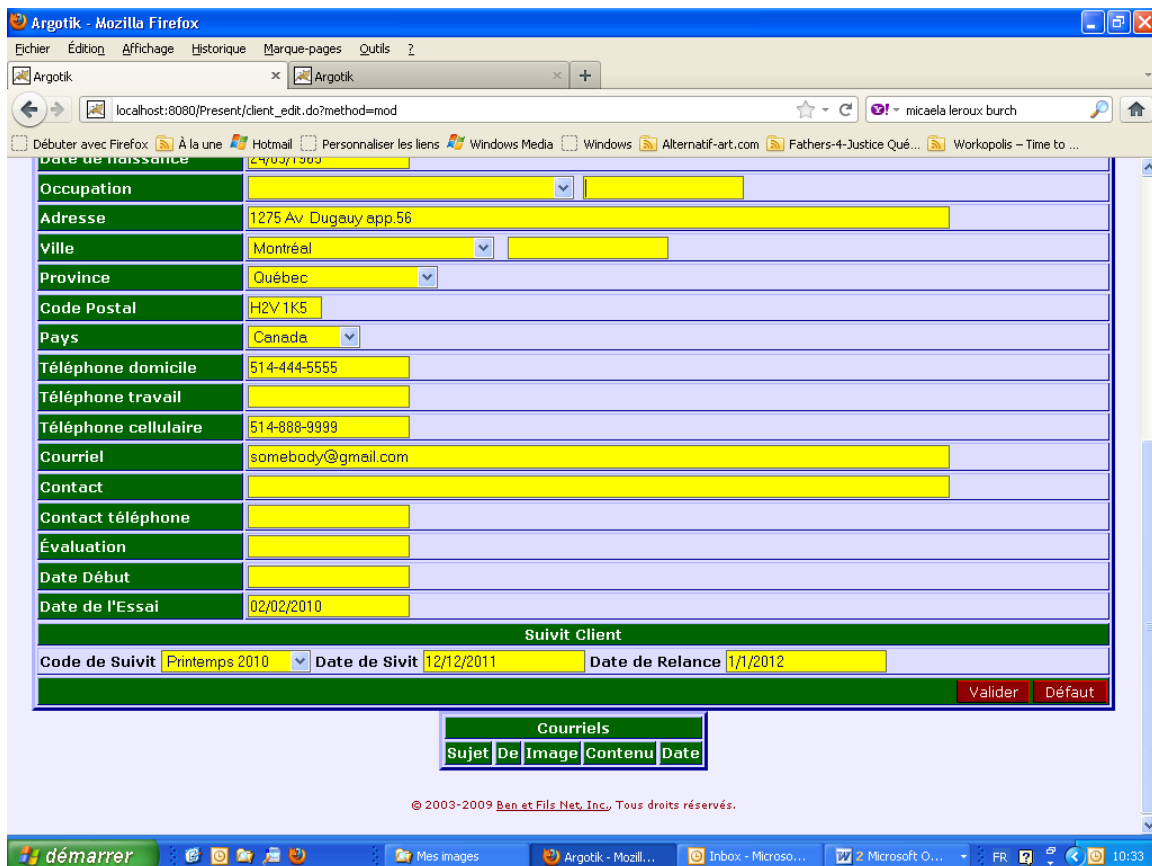 Argotik - Mozilla Firefox
Fichier Édition Affichage Historique Marque-pages Outils ?
Argotik Argotik
localhost:8080/Present/client_edit.do?method=mod micaela leroux burch
Débuter avec Firefox À la une Hotmail Personnaliser les liens Windows Media Windows Alternatif-art.com Fathers-4-Justice Qué... Workopolis – Time to ...
Date de naissance 24/05/1965
Occupation
Adresse 1275 Av Dugauy app.56
Ville Montréal
Province Québec
Code Postal H2V 1K5
Pays Canada
Téléphone domicile 514-444-5555
Téléphone travail
Téléphone cellulaire 514-888-9999
Courriel somebody@gmail.com
Contact
Contact téléphone
Évaluation
Date Début
Date de l'Essai 02/02/2010
Suivit Client
Code de Suivit Printemps 2010 Date de Sivit 12/12/2011 Date de Relance 1/1/2012
Valider Défaut
Courriels
Sujet De Image Contenu Date
© 2003-2009 Ben et Fils Net, Inc., Tous droits réservés.
démarrer Mes images Argotik - Mozill... Inbox - Microso... 2 Microsoft O... FR 10:33